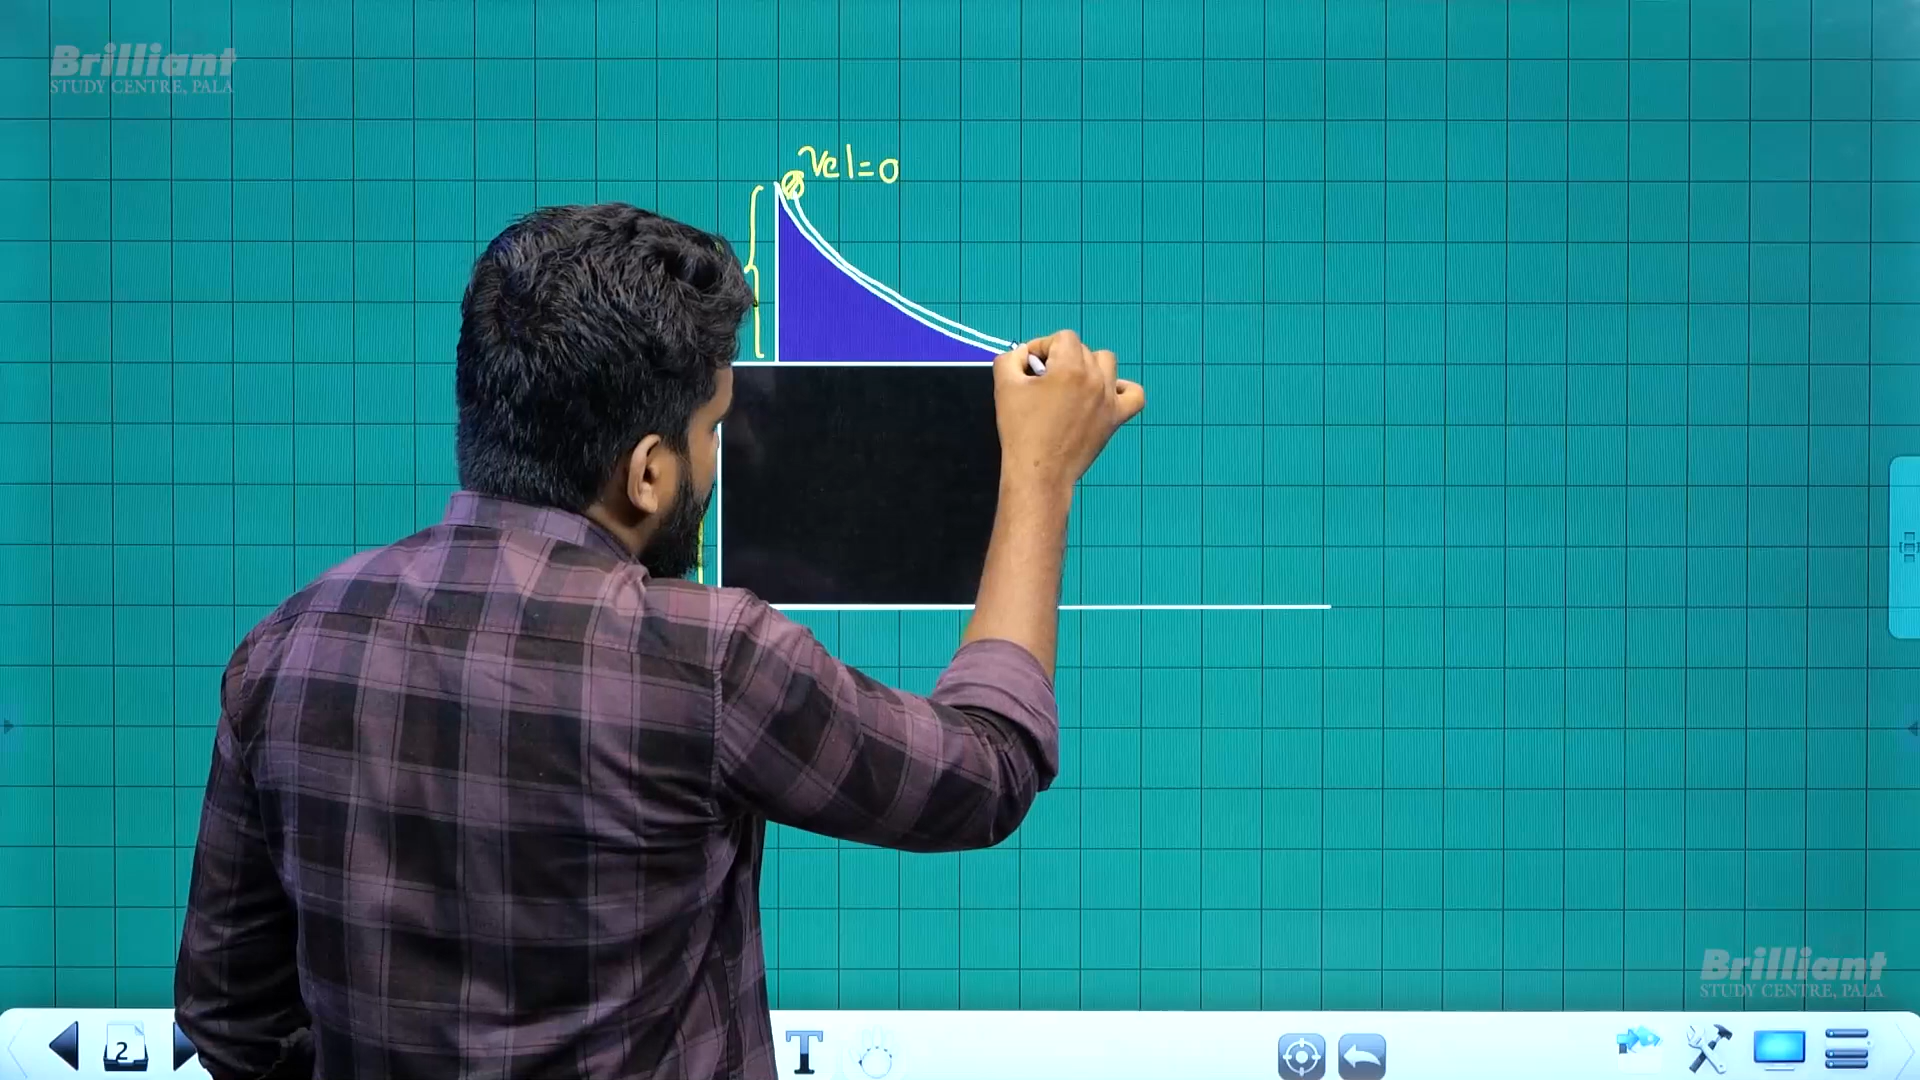 Brilliant
STUDY CENTRE, PALA
Vel=0
Brilliant
STUDY CENTRE, PALA
2
T